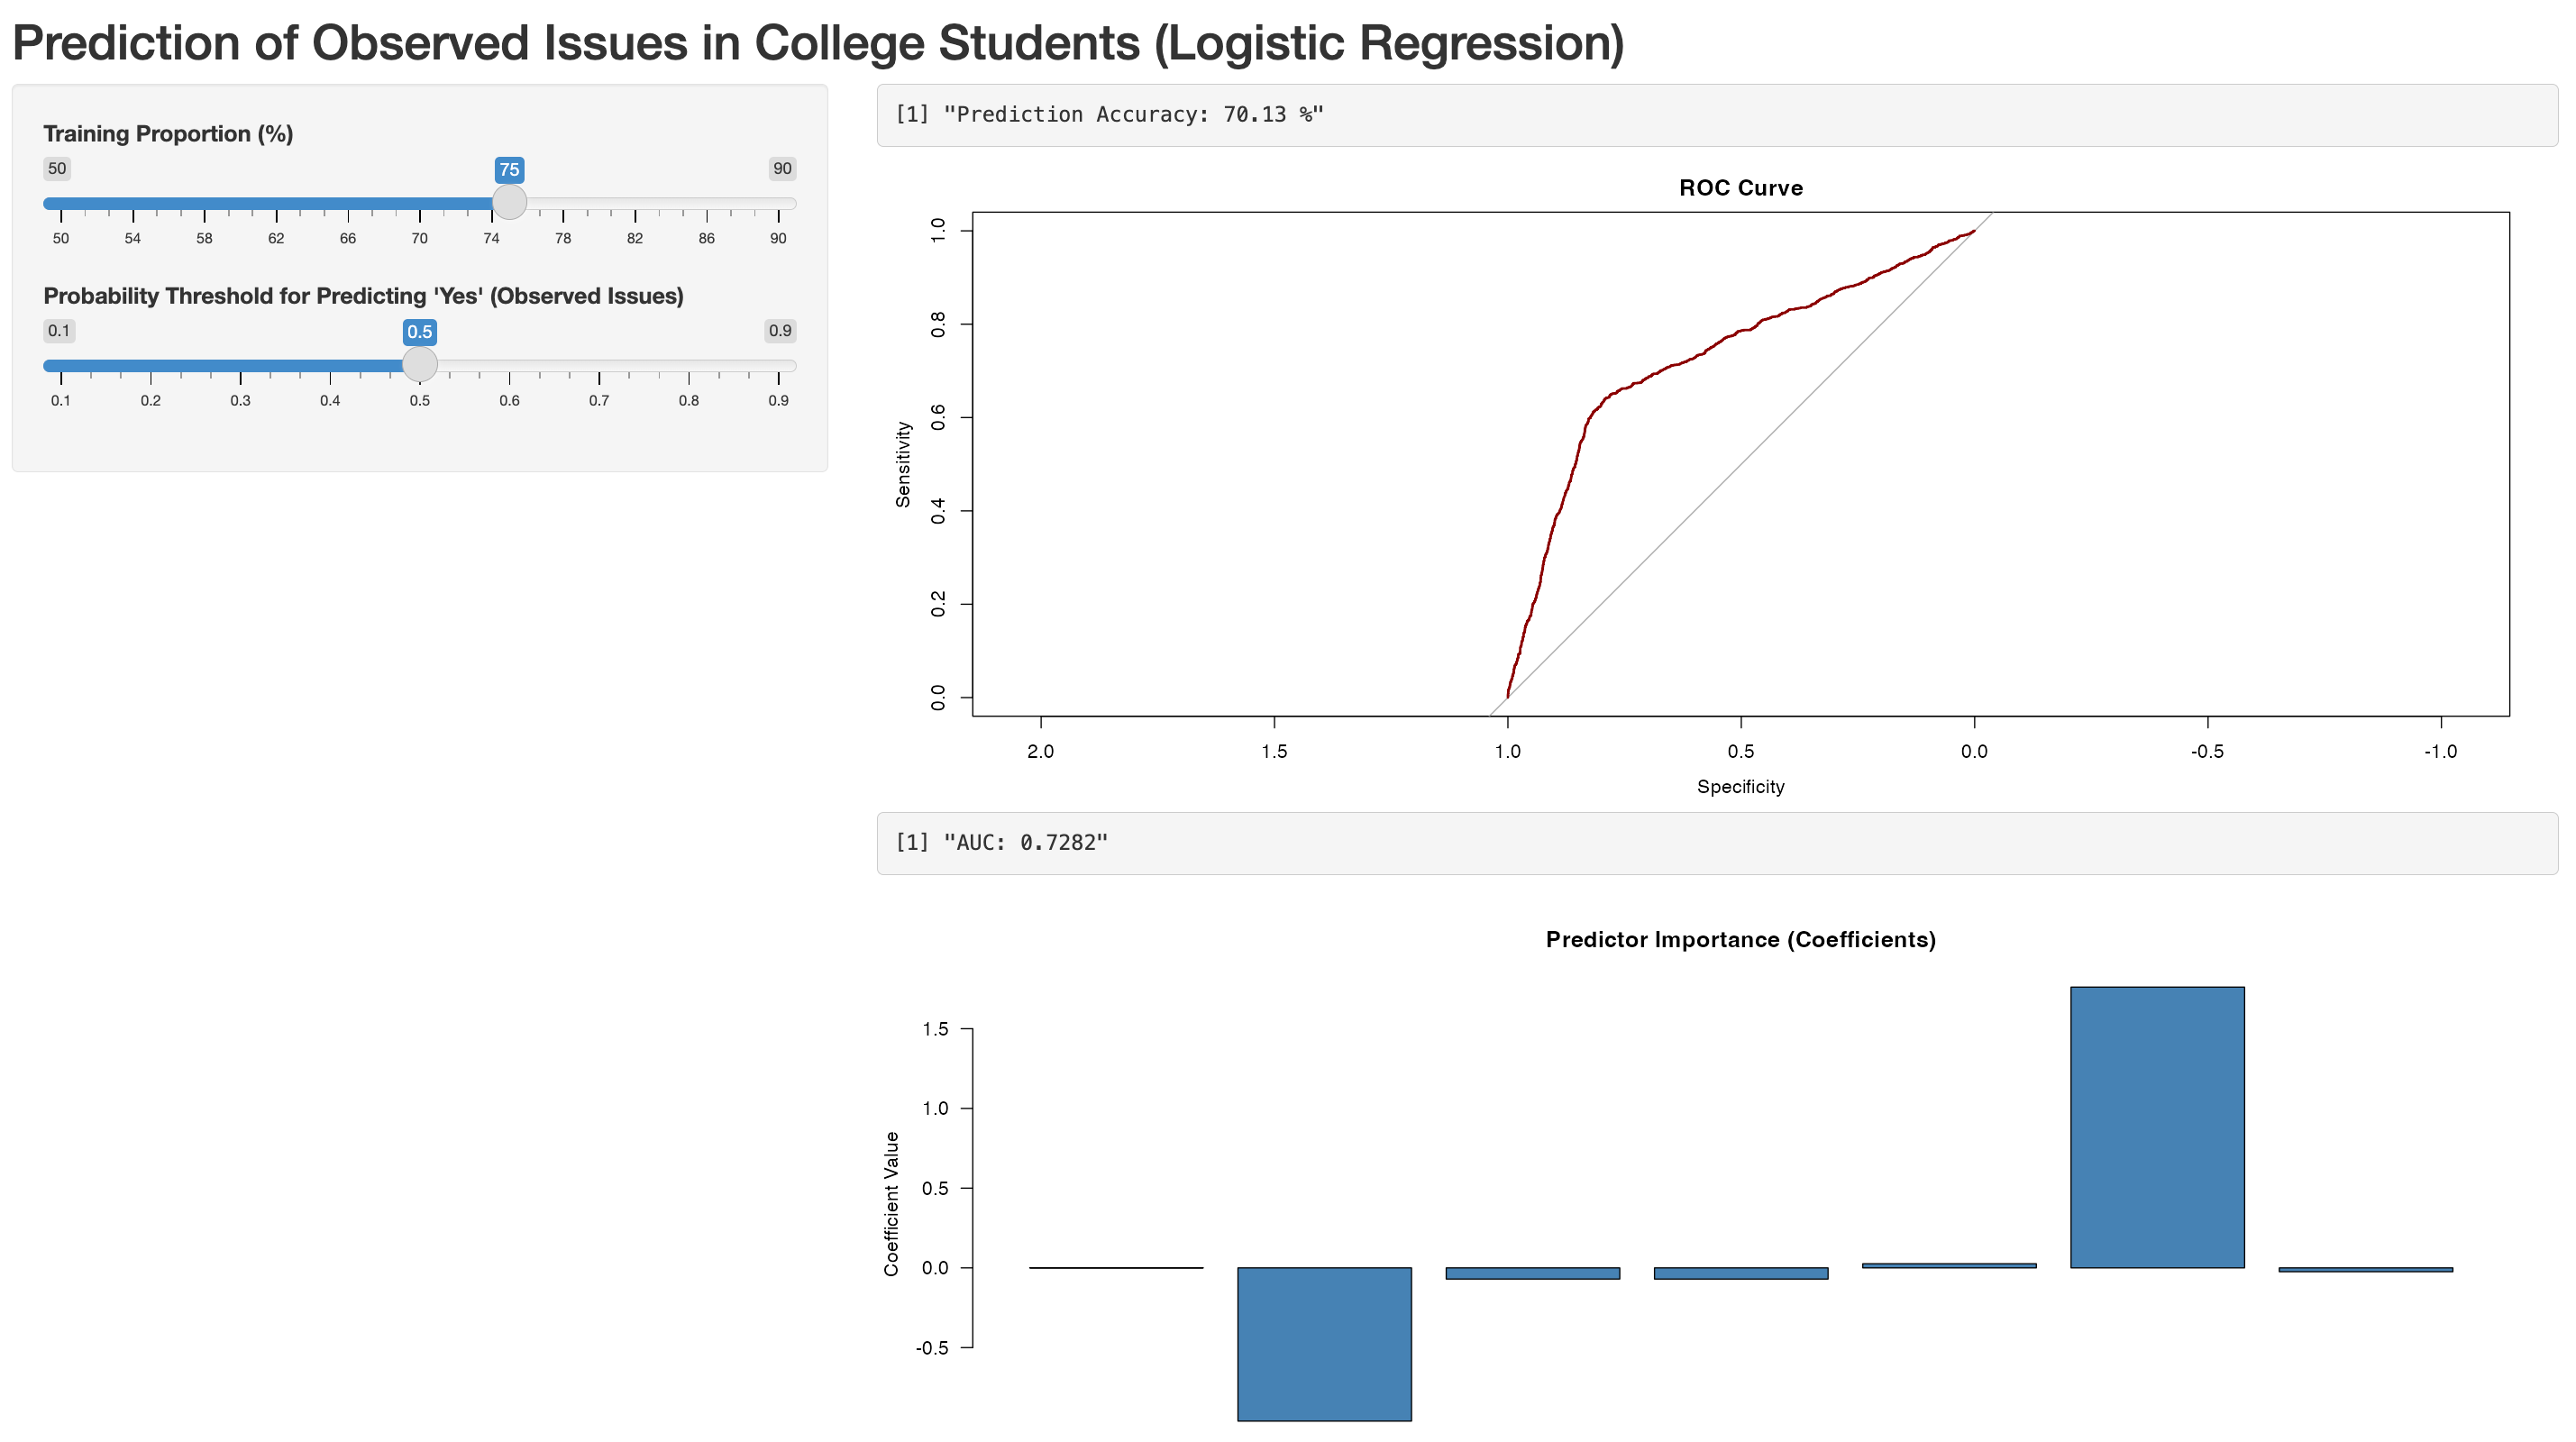 Prediction of Observed Issues in College Students (Logistic Regression)
Training Proportion (%)
50 75 90
50 54 58 62 66 70 74 78 82 86 90
Probability Threshold for Predicting 'Yes' (Observed Issues)
0.1 0.5 0.9
0.1 0.2 0.3 0.4 0.5 0.6 0.7 0.8 0.9
[1] "Prediction Accuracy: 70.13 %"
ROC Curve
Sensitivity
1.0
0.8
0.6
0.4
0.2
0.0
2.0 1.5 1.0 0.5 0.0 -0.5 -1.0
Specificity
[1] "AUC: 0.7282"
Predictor Importance (Coefficients)
Coefficient Value
1.5
1.0
0.5
0.0
-0.5